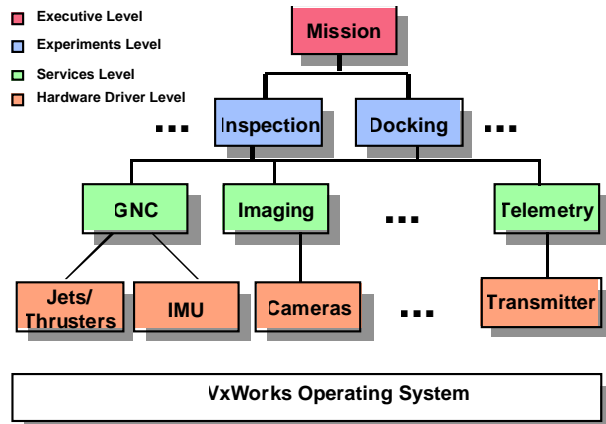 Executive Level
Experiments Level
Services Level
Hardware Driver Level
Mission
... Inspection Docking ...
GNC Imaging ... Telemetry
Jets/
Thrusters IMU Cameras ... Transmitter
VxWorks Operating System